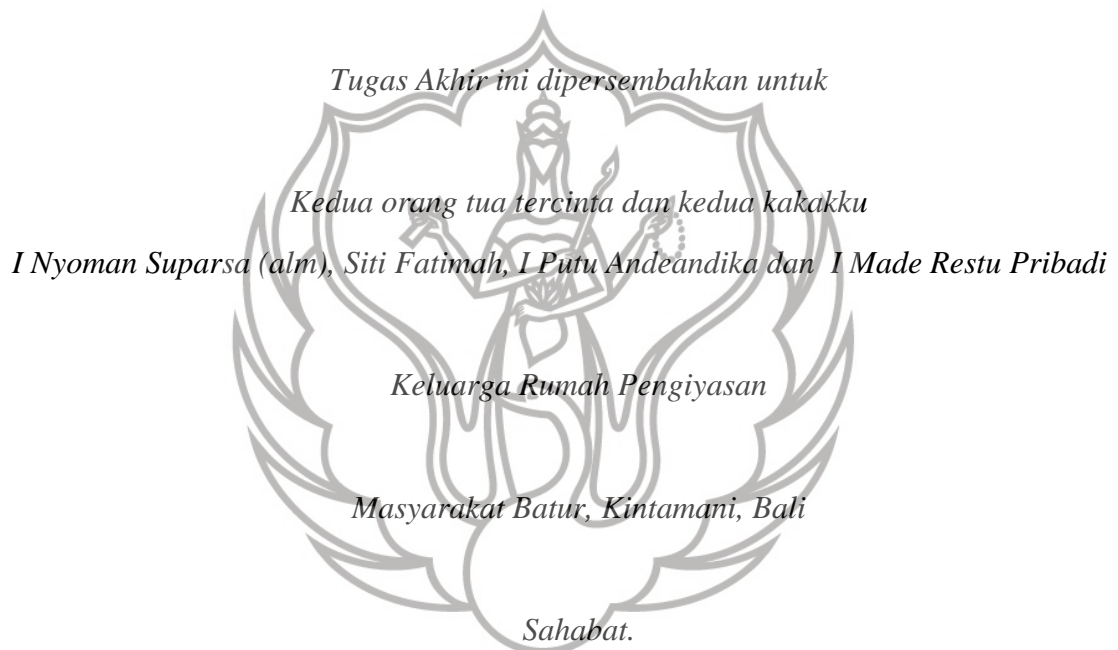 Tugas Akhir ini dipersembahkan untuk
Kedua orang tua tercinta dan kedua kakakku
I Nyoman Suparsa (alm), Siti Fatimah, I Putu Andeandika dan I Made Restu Pribadi
Keluarga Rumah Pengiyasan
Masyarakat Batur, Kintamani, Bali
Sahabat.